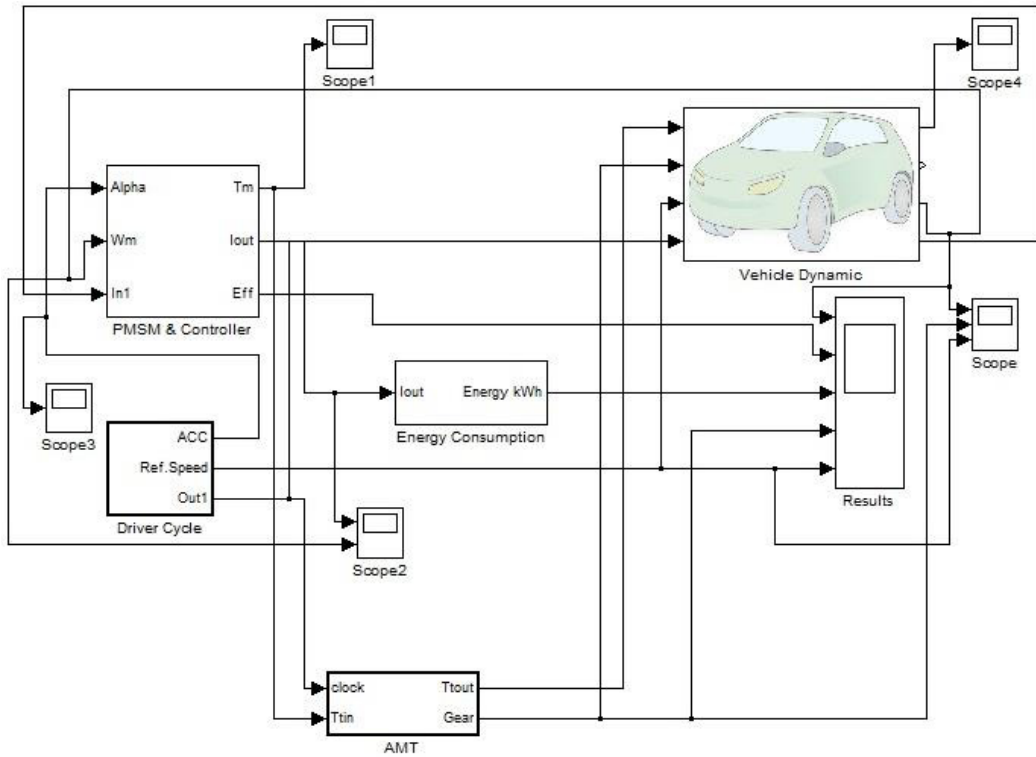 Scope1
Scope4
Alpha
Tm
Wm
Iout
In1
Eff
PMSM & Controller
Vehicle Dynamic
Scope
Scope3
Iout
Energy kWh
Energy Consumption
ACC
Ref.Speed
Out1
Driver Cycle
Results
Scope2
clock
Ttout
Ttin
Gear
AMT